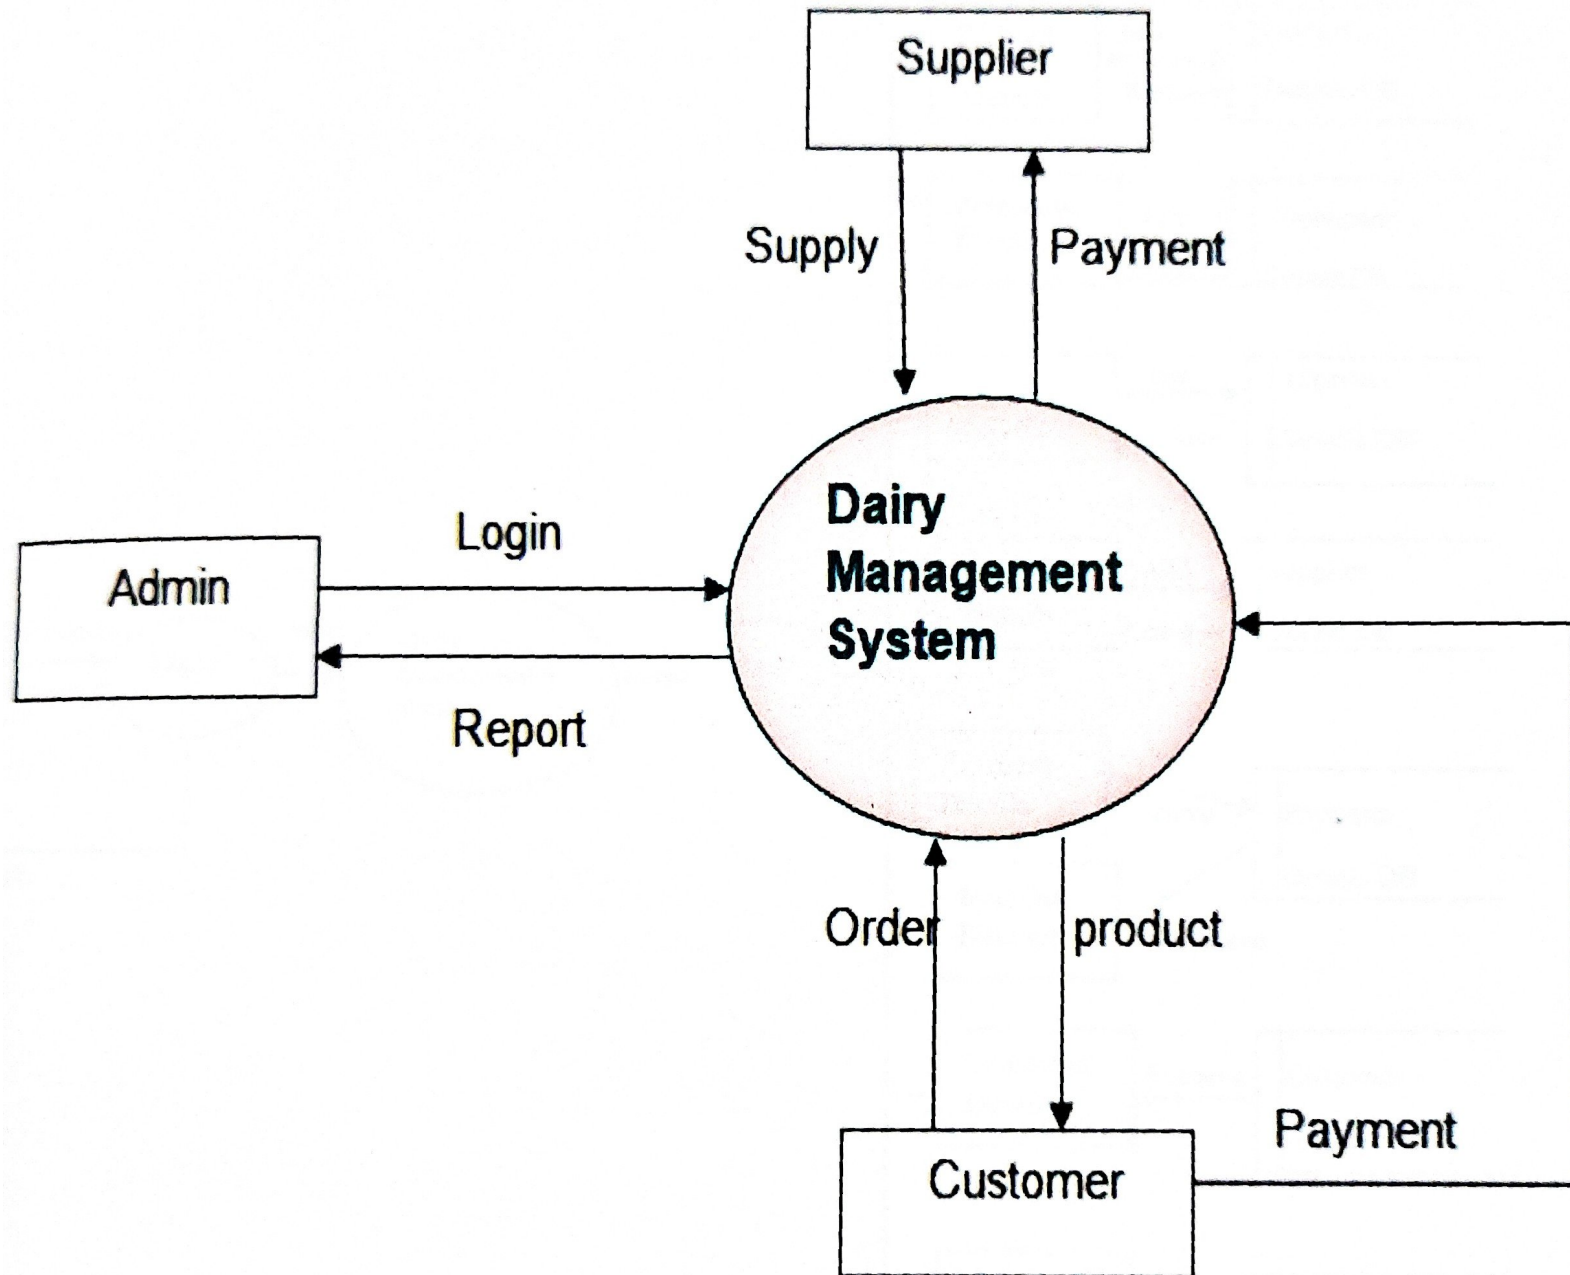 Supplier
Supply
Payment
Dairy
Management
System
Login
Admin
Report
Order
product
Payment
Customer